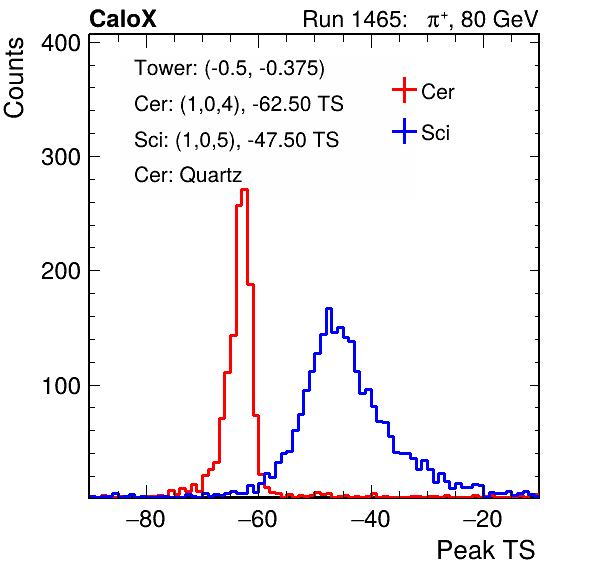 CaloX Run 1465: π⁺, 80 GeV
Counts
400
300
200
100
Tower: (-0.5, -0.375)
Cer: (1,0,4), -62.50 TS
Sci: (1,0,5), -47.50 TS
Cer: Quartz
Cer
Sci
−80 −60 −40 −20
Peak TS